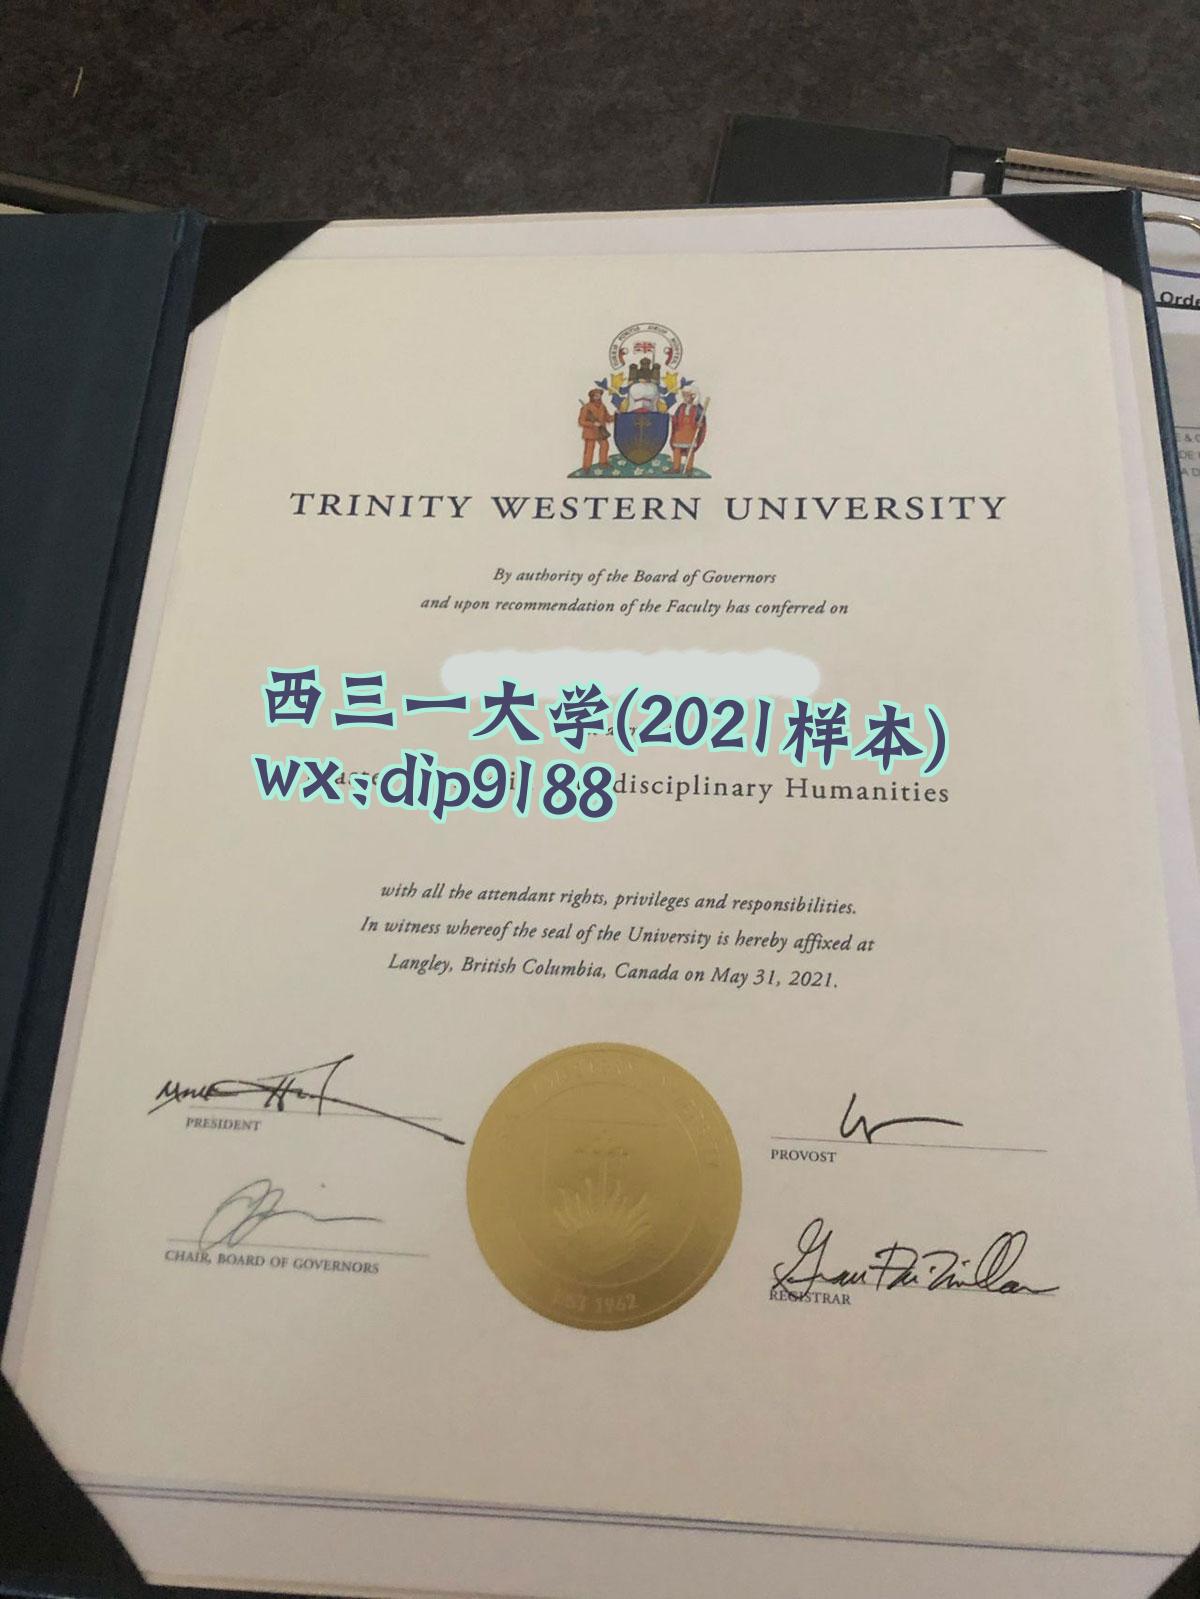 TRINITY WESTERN UNIVERSITY
By authority of the Board of Governors
and upon recommendation of the Faculty has conferred on
西三一大学(2021样本)
wx:dip9188
disciplinary Humanities
with all the attendant rights, privileges and responsibilities.
In witness whereof the seal of the University is hereby affixed at
Langley, British Columbia, Canada on May 31, 2021.
PRESIDENT
PROVOST
CHAIR, BOARD OF GOVERNORS
REGISTRAR
EST 1962
Orde